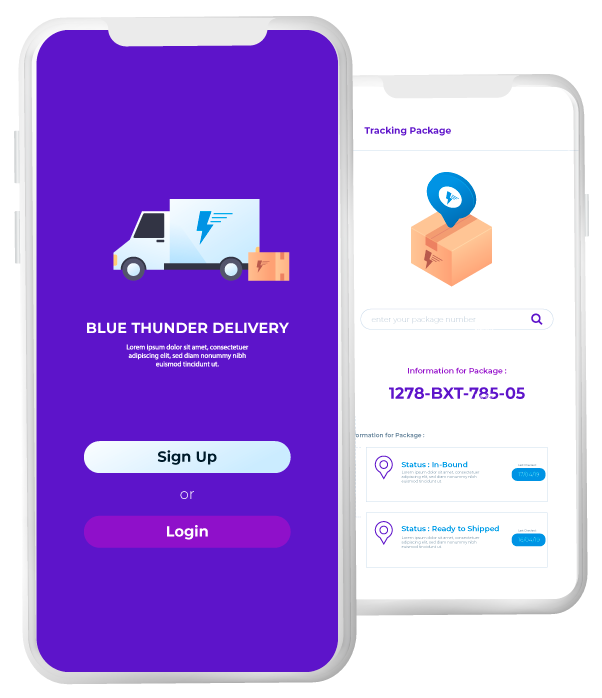 BLUE THUNDER DELIVERY
Lorem ipsum dolor sit amet, consectetuer
adipiscing elit, sed diam nonummy nibh
euismod tincidunt ut.
Sign Up
or
Login
Tracking Package
enter your package number
Information for Package :
1278-BXT-785-05
ormation for Package :
Status : In-Bound
Lorem ipsum dolor sit amet, consectetuer
adipiscing elit, sed diam nonummy nibh
euismod tincidunt ut.
Status : Ready to Shipped
Lorem ipsum dolor sit amet, consectetuer
adipiscing elit, sed diam nonummy nibh
euismod tincidunt ut.